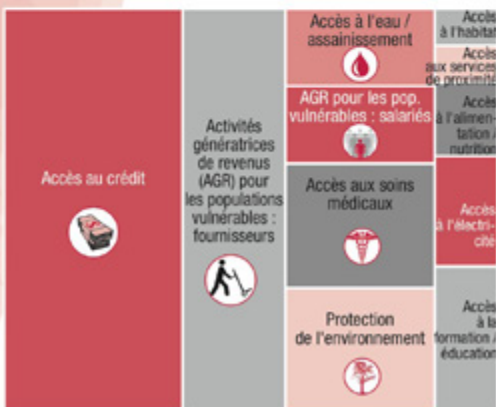 Accès au crédit
Activités
génératrices
de revenus
(AGR) pour
les populations
vulnérables :
fournisseurs
Accès à l'eau /
assainissement
AGR pour les pop.
vulnérables : salariés
Accès aux soins
médicaux
Protection
de l'environnement
Accès
à l'habitat
Accès
aux services
de proximité
Accès
à l'alimen-
tation /
nutrition
Accès
à l'électri-
cité
Accès
à la
formation /
éducation